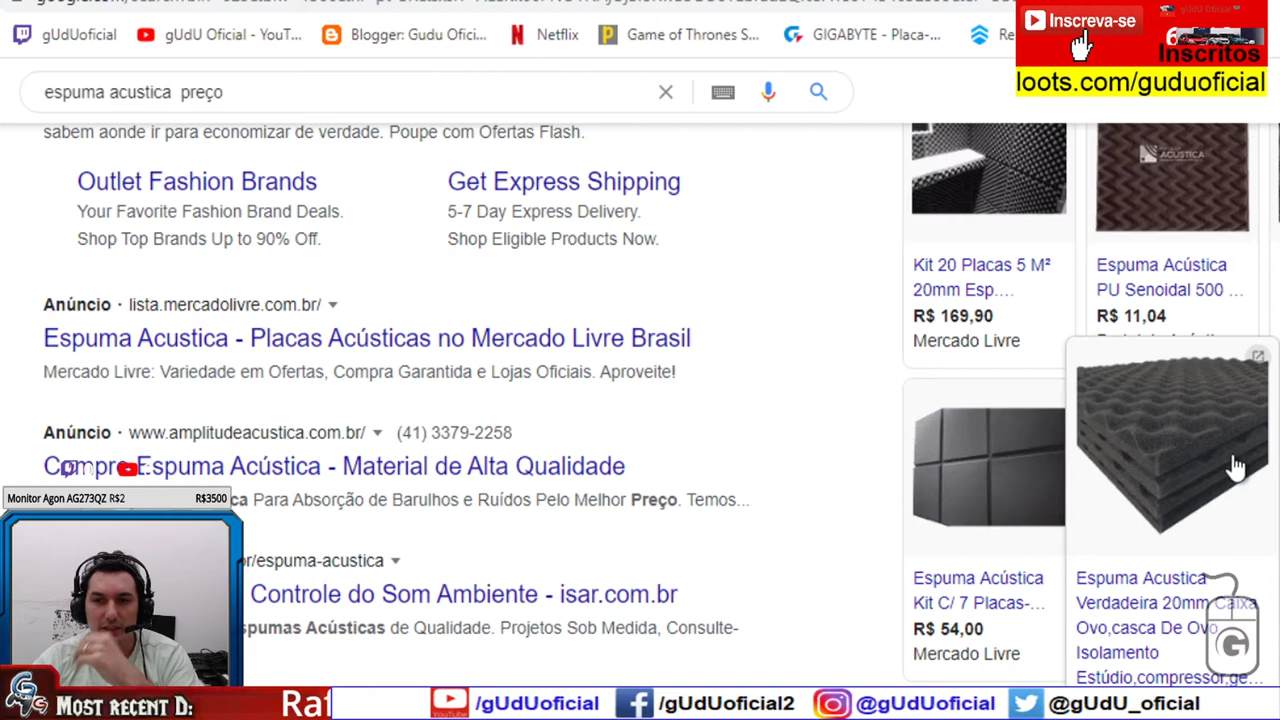 gUdUoficial
gUdU Oficial - YouT...
Blogger: Gudu Ofici...
Netflix
Game of Thrones S...
GIGABYTE - Placa-...
Inscreva-se
Inscritos
loots.com/guduoficial
espuma acustica preço
sabem aonde ir para economizar de verdade. Poupe com Ofertas Flash.
Outlet Fashion Brands
Your Favorite Fashion Brand Deals.
Shop Top Brands Up to 90% Off.
Get Express Shipping
5-7 Day Express Delivery.
Shop Eligible Products Now.
Anúncio · lista.mercadolivre.com.br/
Espuma Acustica - Placas Acústicas no Mercado Livre Brasil
Mercado Livre: Variedade em Ofertas, Compra Garantida e Lojas Oficiais. Aproveite!
Anúncio · www.amplitudeacustica.com.br/ (41) 3379-2258
Compre Espuma Acústica - Material de Alta Qualidade
Para Absorção de Barulhos e Ruídos Pelo Melhor Preço. Temos...
/espuma-acustica
Controle do Som Ambiente - isar.com.br
Acústicas de Qualidade. Projetos Sob Medida, Consulte-
ACUSTICA
Kit 20 Placas 5 M²
20mm Esp....
R$ 169,90
Mercado Livre
Espuma Acústica
PU Senoidal 500 ...
R$ 11,04
Espuma Acústica
Kit C/ 7 Placas-...
R$ 54,00
Mercado Livre
Espuma Acustica
Verdadeira 20mm Caixa
Ovo,casca De Ovo
Isolamento
Estúdio,compressor,ge...
Monitor Agon AG273QZ R$2 R$3500
Most recent D:
/gUdUoficial
/gUdUoficial2
@gUdUoficial
@gUdU_oficial